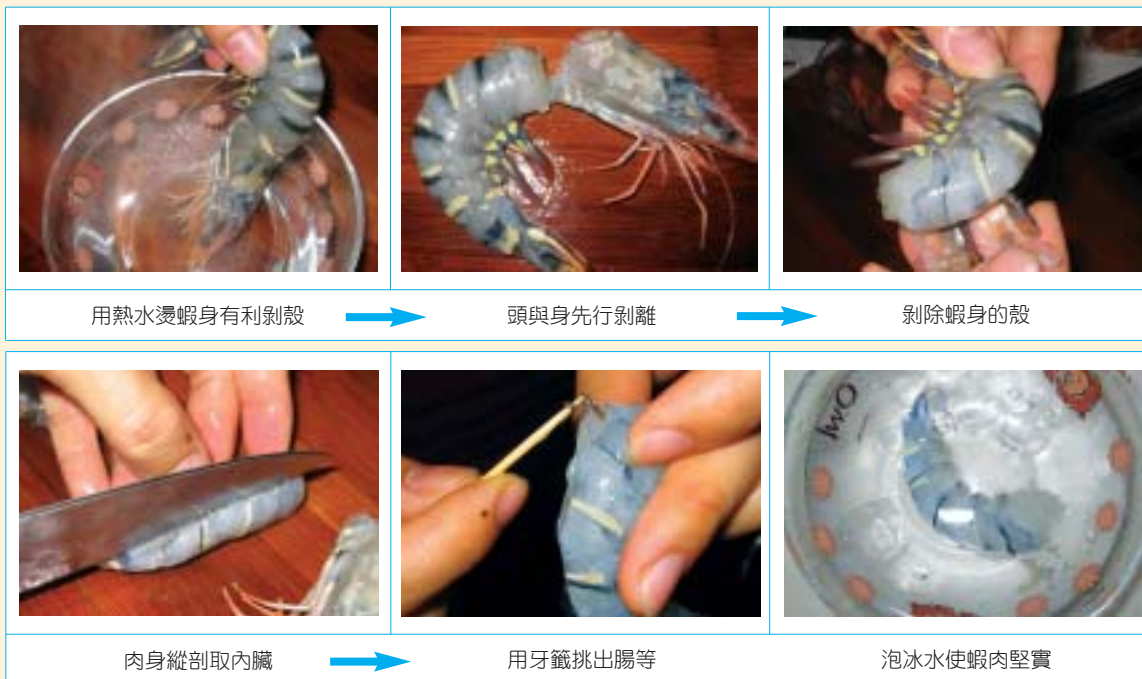 用熱水燙蝦身有利剝殼
頭與身先行剝離
剝除蝦身的殼
肉身縱剖取內臟
用牙籤挑出腸等
泡冰水使蝦肉堅實